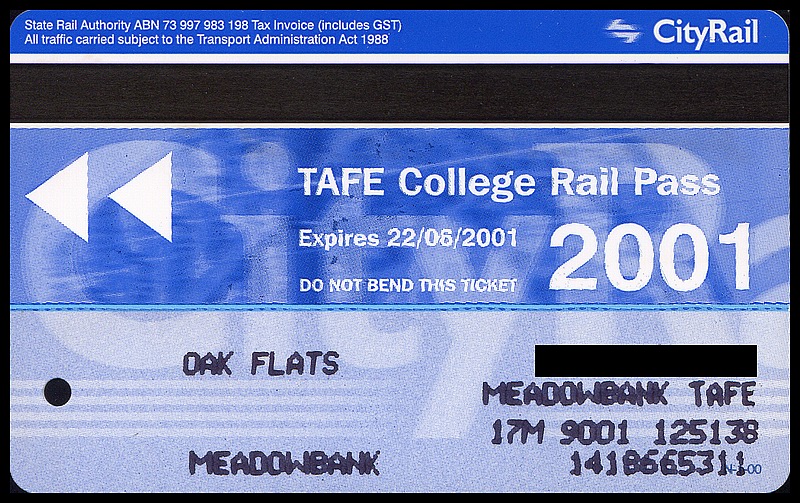 State Rail Authority ABN 73 997 983 198 Tax Invoice (includes GST)
All traffic carried subject to the Transport Administration Act 1988
CityRail
TAFE College Rail Pass
Expires 22/06/2001
2001
DO NOT BEND THIS TICKET
CityRa
OAK FLATS
MEADOWBANK TAFE
17M 9001 125138
MEADOWBANK
1418665311